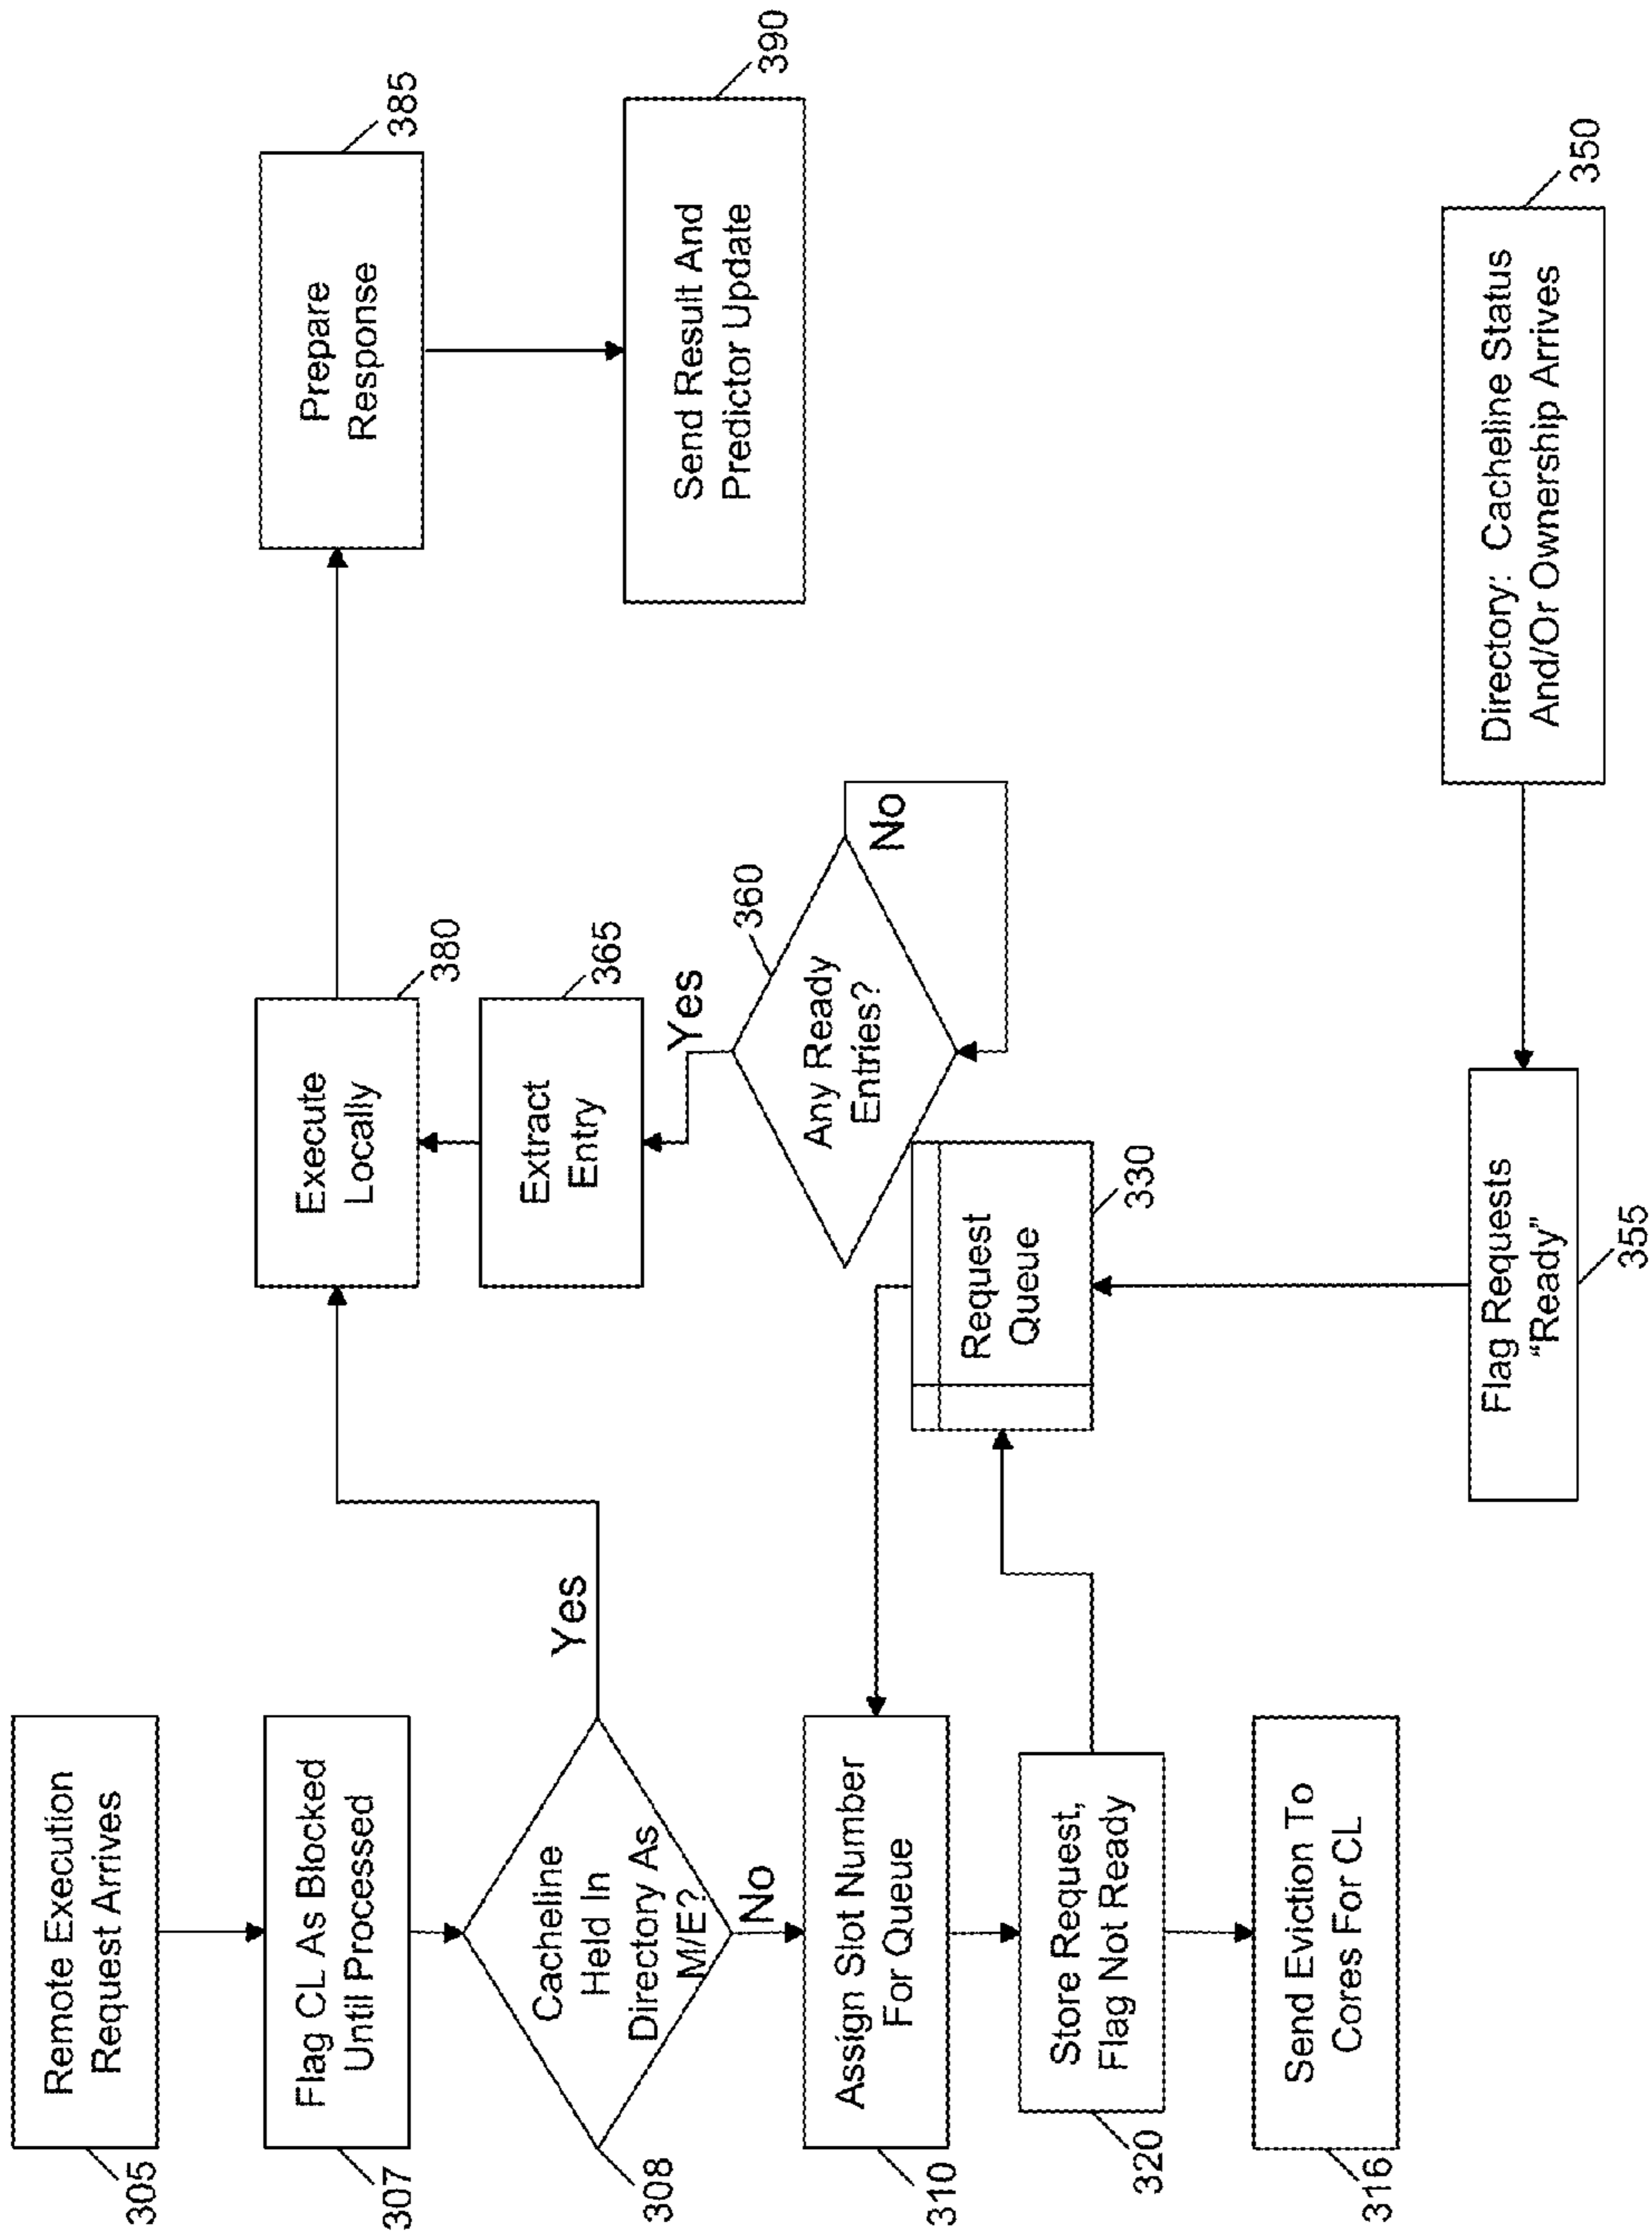 Remote Execution
Request Arrives
305
Flag CL As Blocked
Until Processed
307
Cacheline
Held In
Directory As
M/E?
308
Yes
No
Assign Slot Number
For Queue
310
Store Request,
Flag Not Ready
320
Send Eviction To
Cores For CL
316
Execute
Locally
380
Extract
Entry
365
Yes
Any Ready
Entries?
360
No
Request
Queue
330
Flag Requests
“Ready”
355
Prepare
Response
385
Send Result And
Predictor Update
390
Directory: Cacheline Status
And/Or Ownership Arrives
350